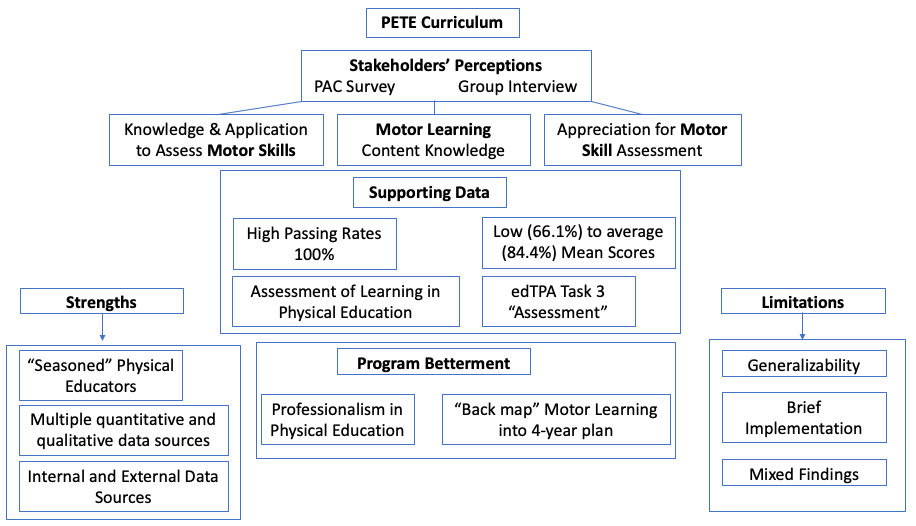 PETE Curriculum
Stakeholders’ Perceptions
PAC Survey Group Interview
Knowledge & Application
to Assess Motor Skills
Motor Learning
Content Knowledge
Appreciation for Motor
Skill Assessment
Supporting Data
High Passing Rates
100%
Low (66.1%) to average
(84.4%) Mean Scores
Assessment of Learning in
Physical Education
edTPA Task 3
“Assessment”
Strengths
“Seasoned” Physical
Educators
Multiple quantitative and
qualitative data sources
Internal and External Data
Sources
Program Betterment
Professionalism in
Physical Education
“Back map” Motor Learning
into 4-year plan
Limitations
Generalizability
Brief
Implementation
Mixed Findings